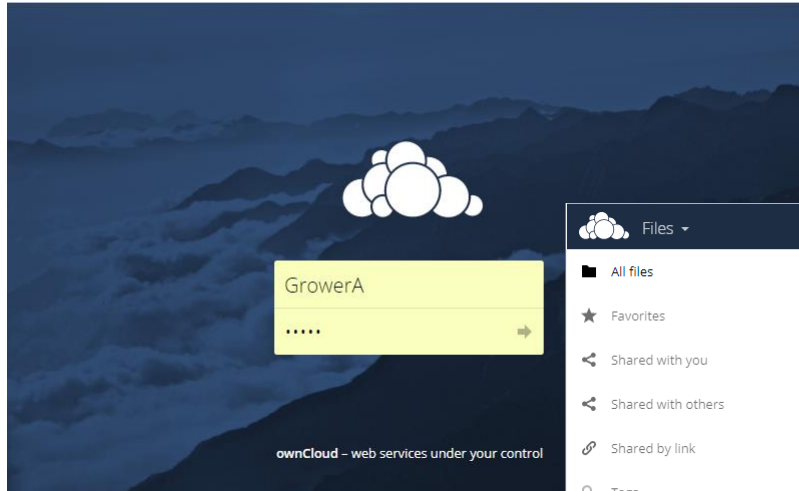 GrowerA
•••••
ownCloud – web services under your control
Files
All files
Favorites
Shared with you
Shared with others
Shared by link
Tags